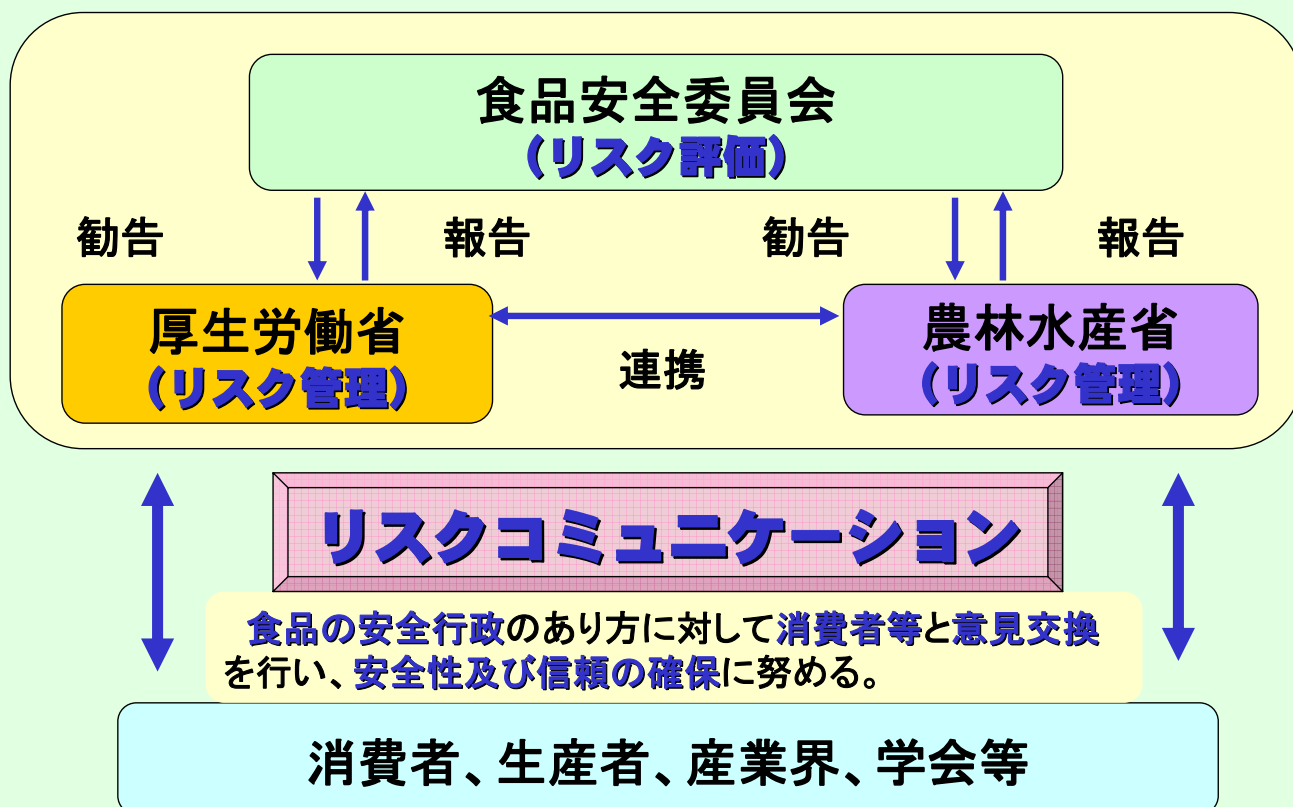 食品安全委員会
(リスク評価)
勧告
報告
勧告
報告
厚生労働省
(リスク管理)
連携
農林水産省
(リスク管理)
リスクコミュニケーション
食品の安全行政のあり方に対して消費者等と意見交換
を行い、安全性及び信頼の確保に努める。
消費者、生産者、産業界、学会等